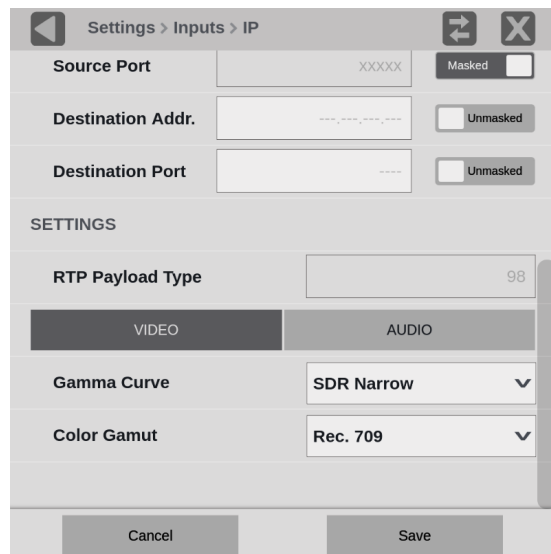 Settings > Inputs > IP
Source Port xxxxx Masked
Destination Addr. ---.---.---.--- Unmasked
Destination Port ---- Unmasked
SETTINGS
RTP Payload Type 98
VIDEO AUDIO
Gamma Curve SDR Narrow
Color Gamut Rec. 709
Cancel Save